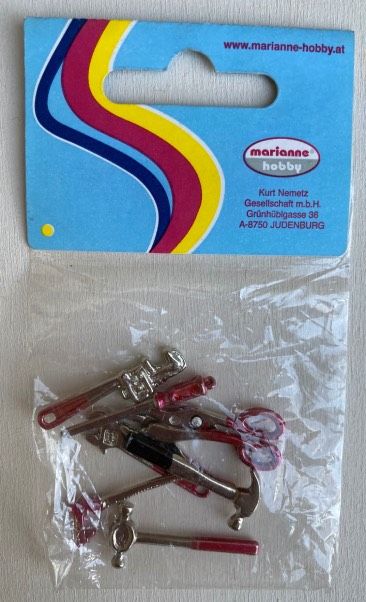 www.marianne-hobby.at
marianne®
hobby
Kurt Nemetz
Gesellschaft m.b.H.
Grünhüblgasse 36
A-8750 JUDENBURG